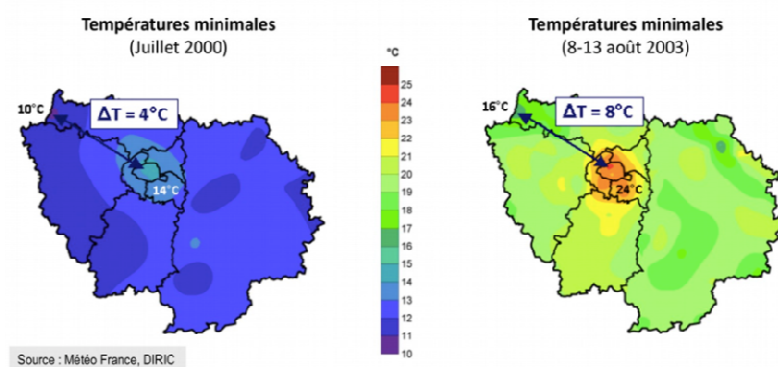 Températures minimales
(Juillet 2000)
10°C
ΔT = 4°C
14°C
°C
25
24
23
22
21
20
19
18
17
16
15
14
13
12
11
10
Températures minimales
(8-13 août 2003)
16°C
ΔT = 8°C
24°C
Source : Météo France, DIRIC